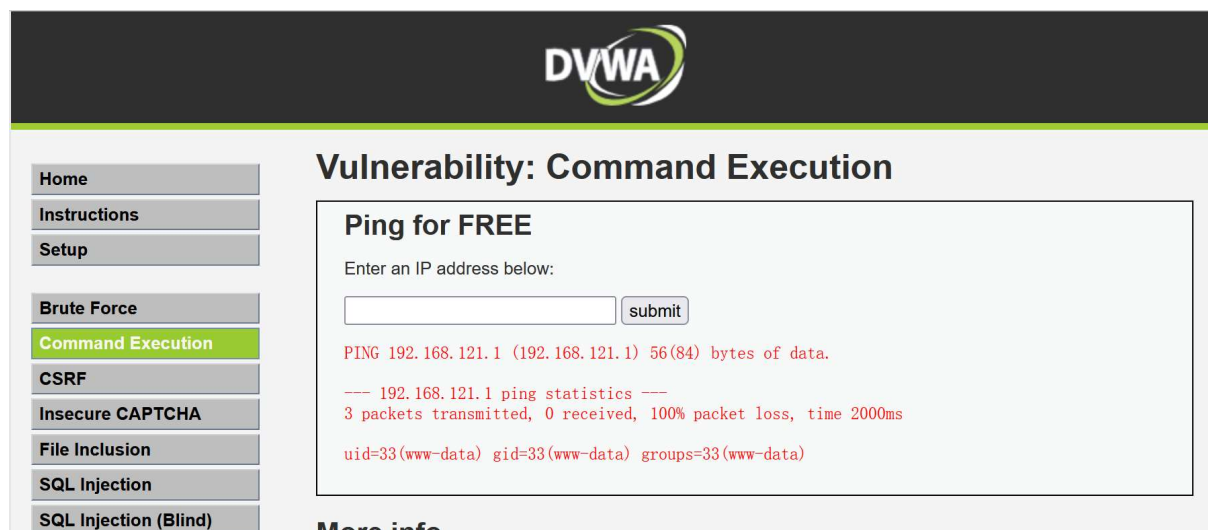 DVWA
Home
Instructions
Setup
Brute Force
Command Execution
CSRF
Insecure CAPTCHA
File Inclusion
SQL Injection
SQL Injection (Blind)
Vulnerability: Command Execution
Ping for FREE
Enter an IP address below:
submit
PING 192.168.121.1 (192.168.121.1) 56(84) bytes of data.
--- 192.168.121.1 ping statistics ---
3 packets transmitted, 0 received, 100% packet loss, time 2000ms
uid=33(www-data) gid=33(www-data) groups=33(www-data)
More info